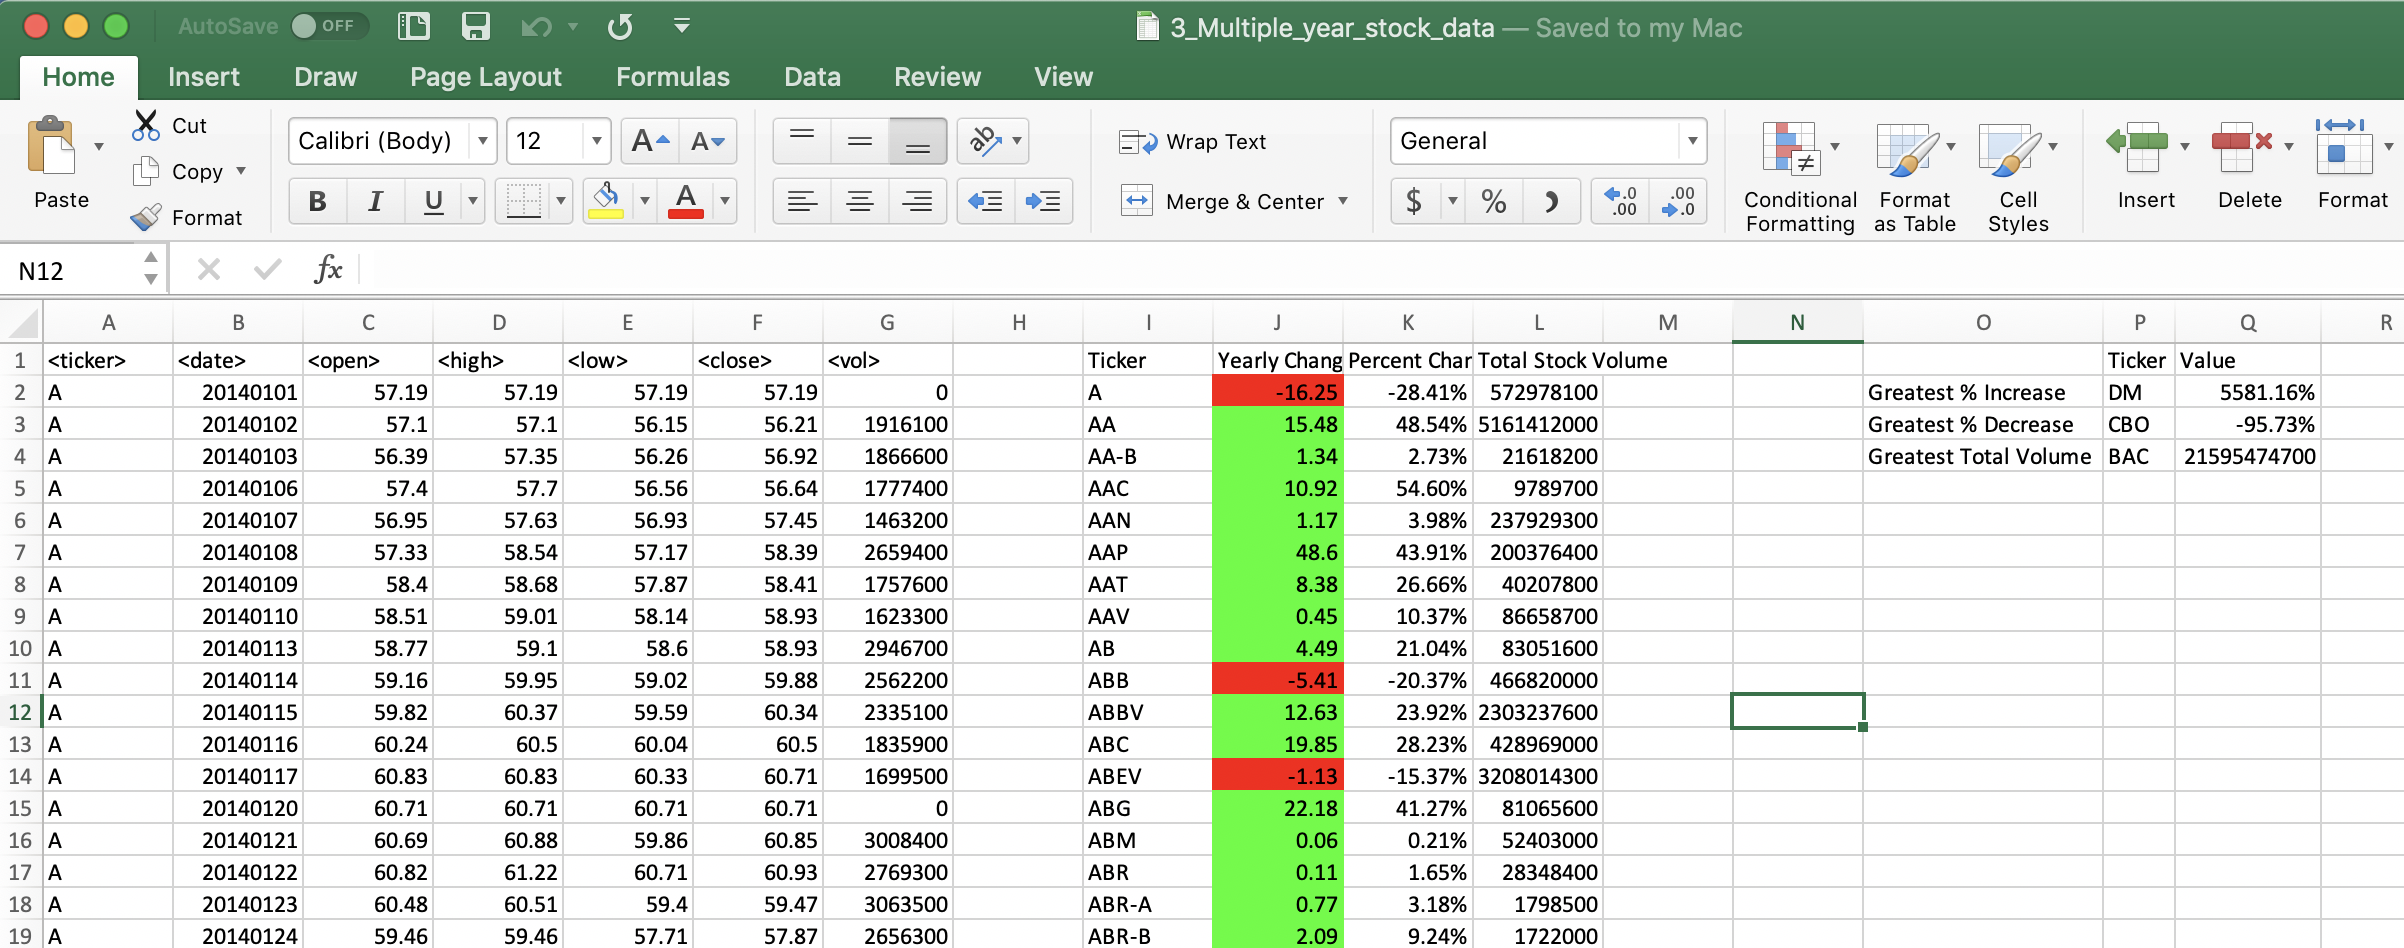 AutoSave OFF 3_Multiple_year_stock_data — Saved to my Mac
Home Insert Draw Page Layout Formulas Data Review View
Paste Cut Copy Format
Calibri (Body) 12 A A
B I U A
ab Wrap Text
Merge & Center
General
$ % .0 .00 .00 .0
Conditional Formatting Format as Table Cell Styles Insert Delete Format
N12 fx
A B C D E F G H I J K L M N O P Q R
1 <ticker> <date> <open> <high> <low> <close> <vol> Ticker Yearly Chang Percent Char Total Stock Volume Ticker Value
2 A 20140101 57.19 57.19 57.19 57.19 0 A -16.25 -28.41% 572978100 Greatest % Increase DM 5581.16%
3 A 20140102 57.1 57.1 56.15 56.21 1916100 AA 15.48 48.54% 5161412000 Greatest % Decrease CBO -95.73%
4 A 20140103 56.39 57.35 56.26 56.92 1866600 AA-B 1.34 2.73% 21618200 Greatest Total Volume BAC 21595474700
5 A 20140106 57.4 57.7 56.56 56.64 1777400 AAC 10.92 54.60% 9789700
6 A 20140107 56.95 57.63 56.93 57.45 1463200 AAN 1.17 3.98% 237929300
7 A 20140108 57.33 58.54 57.17 58.39 2659400 AAP 48.6 43.91% 200376400
8 A 20140109 58.4 58.68 57.87 58.41 1757600 AAT 8.38 26.66% 40207800
9 A 20140110 58.51 59.01 58.14 58.93 1623300 AAV 0.45 10.37% 86658700
10 A 20140113 58.77 59.1 58.6 58.93 2946700 AB 4.49 21.04% 83051600
11 A 20140114 59.16 59.95 59.02 59.88 2562200 ABB -5.41 -20.37% 466820000
12 A 20140115 59.82 60.37 59.59 60.34 2335100 ABBV 12.63 23.92% 2303237600
13 A 20140116 60.24 60.5 60.04 60.5 1835900 ABC 19.85 28.23% 428969000
14 A 20140117 60.83 60.83 60.33 60.71 1699500 ABEV -1.13 -15.37% 3208014300
15 A 20140120 60.71 60.71 60.71 60.71 0 ABG 22.18 41.27% 81065600
16 A 20140121 60.69 60.88 59.86 60.85 3008400 ABM 0.06 0.21% 52403000
17 A 20140122 60.82 61.22 60.71 60.93 2769300 ABR 0.11 1.65% 28348400
18 A 20140123 60.48 60.51 59.4 59.47 3063500 ABR-A 0.77 3.18% 1798500
19 A 20140124 59.46 59.46 57.71 57.87 2656300 ABR-B 2.09 9.24% 1722000